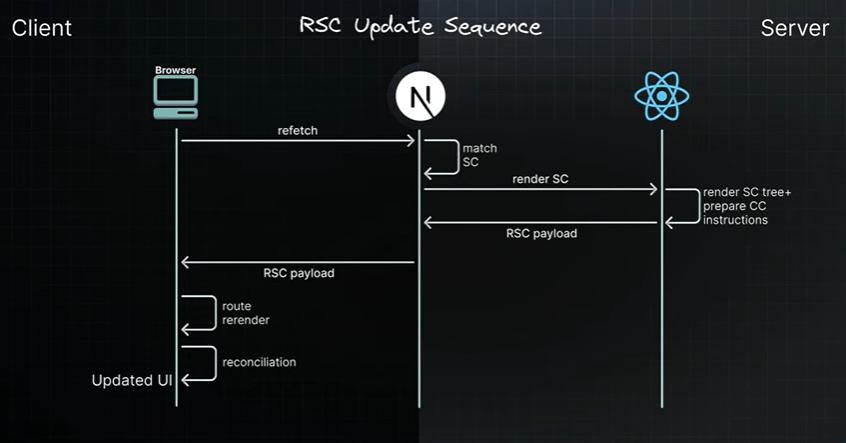 Client
RSC Update Sequence
Server
Browser
N
refetch
match
SC
render SC
render SC tree+
prepare CC
instructions
RSC payload
RSC payload
route
rerender
reconciliation
Updated UI